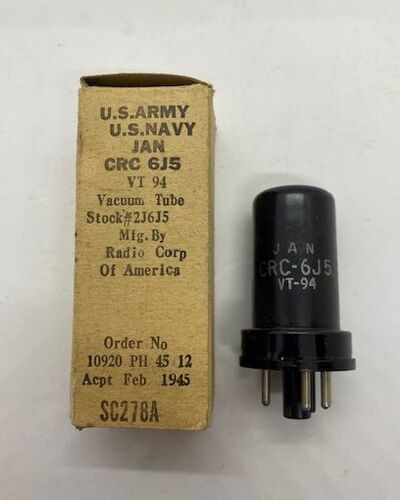 U.S.ARMY
U.S.NAVY
JAN
CRC 6J5
VT 94
Vacuum Tube
Stock#2J6J5
Mfg.By
Radio Corp
Of America
Order No
10920 PH 45 12
Acpt Feb 1945
SC278A
JAN
CRC-6J5
VT-94